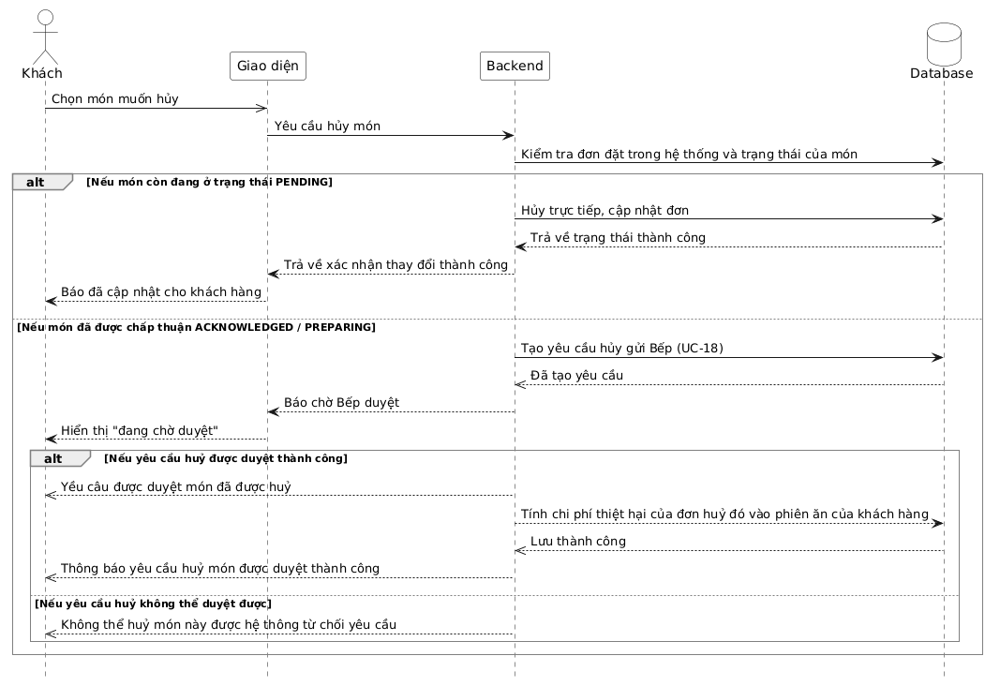 Khách
Giao diện
Backend
Database
Chọn món muốn hủy
Yêu cầu hủy món
Kiểm tra đơn đặt trong hệ thống và trạng thái của món
alt [Nếu món còn đang ở trạng thái PENDING]
Hủy trực tiếp, cập nhật đơn
Trả về trạng thái thành công
Trả về xác nhận thay đổi thành công
Báo đã cập nhật cho khách hàng
[Nếu món đã được chấp thuận ACKNOWLEDGED / PREPARING]
Tạo yêu cầu hủy gửi Bếp (UC-18)
Đã tạo yêu cầu
Báo chờ Bếp duyệt
Hiển thị "đang chờ duyệt"
alt [Nếu yêu cầu huỷ được duyệt thành công]
Yều câu được duyệt món đã được huỷ
Tính chi phí thiệt hại của đơn huỷ đó vào phiên ăn của khách hàng
Lưu thành công
Thông báo yêu cầu huỷ món được duyệt thành công
[Nếu yêu cầu huỷ không thể duyệt được]
Không thể huỷ món này được hệ thông từ chối yêu cầu